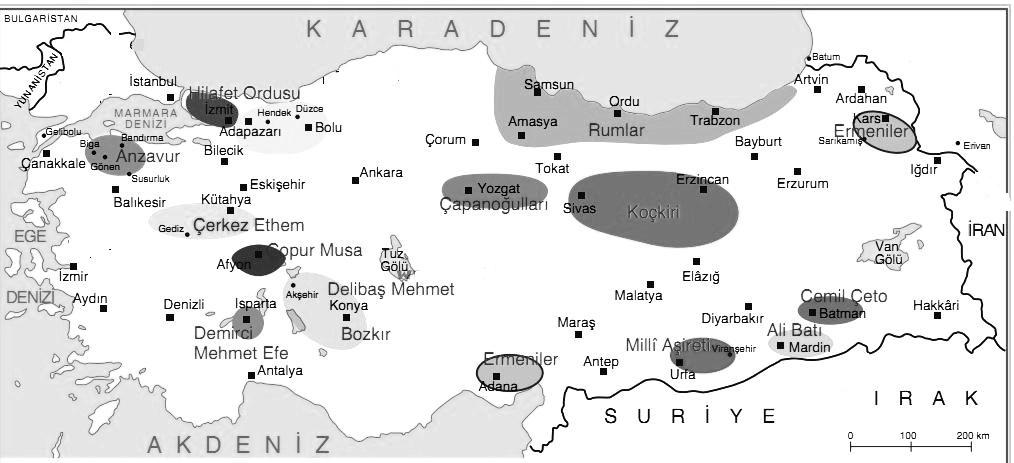 BULGARİSTAN
KARADENİZ
YUNANİSTAN
İstanbul
Batum
Artvin
Ardahan
Hilafet Ordusu
İzmit
Hendek
Düzce
Adapazarı
Bolu
MARMARA
DENİZİ
Samsun
Ordu
Trabzon
Rumlar
Amasya
Kars
Ermeniler
Sarıkamış
Erivan
Iğdır
Gelibolu
Biga
Bandırma
Gönen
Anzavur
Çanakkale
Susurluk
Bilecik
Çorum
Tokat
Bayburt
Erzurum
Balıkesir
Eskişehir
Kütahya
Ankara
Yozgat
Çapanoğulları
Sivas
Erzincan
Koçkiri
Gediz
Çerkez Ethem
EGE
DENİZİ
İzmir
Afyon
Çopur Musa
Tuz
Gölü
Elâzığ
Van
Gölü
İRAN
Aydın
Denizli
Isparta
Akşehir
Delibaş Mehmet
Konya
Bozkır
Demirci
Mehmet Efe
Antalya
Malatya
Maraş
Diyarbakır
Cemil Çeto
Batman
Hakkâri
Ali Batı
Mardin
Millî Aşireti
Viranşehir
Urfa
Antep
Ermeniler
Adana
SURİYE
IRAK
AKDENİZ
0 100 200 km